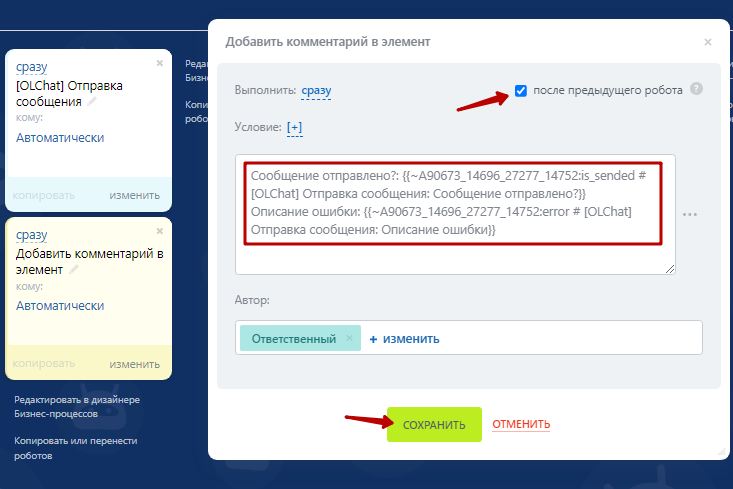 сразу
[OLChat] Отправка
сообщения
кому:
Автоматически
копировать
изменить
сразу
Добавить комментарий в
элемент
кому:
Автоматически
копировать
изменить
Редактировать в дизайнере
Бизнес-процессов
Копировать или перенести
роботов
Реда
Бизне
Копи
робо
Добавить комментарий в элемент
Выполнить: сразу
после предыдущего робота
?
Условие: [+]
Сообщение отправлено?: {{~A90673_14696_27277_14752:is_sended #
[OLChat] Отправка сообщения: Сообщение отправлено?}}
Описание ошибки: {{~A90673_14696_27277_14752:error # [OLChat]
Отправка сообщения: Описание ошибки}}
...
Автор:
Ответственный × + изменить
СОХРАНИТЬ
ОТМЕНИТЬ